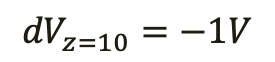 dV_{z=10} = −1V